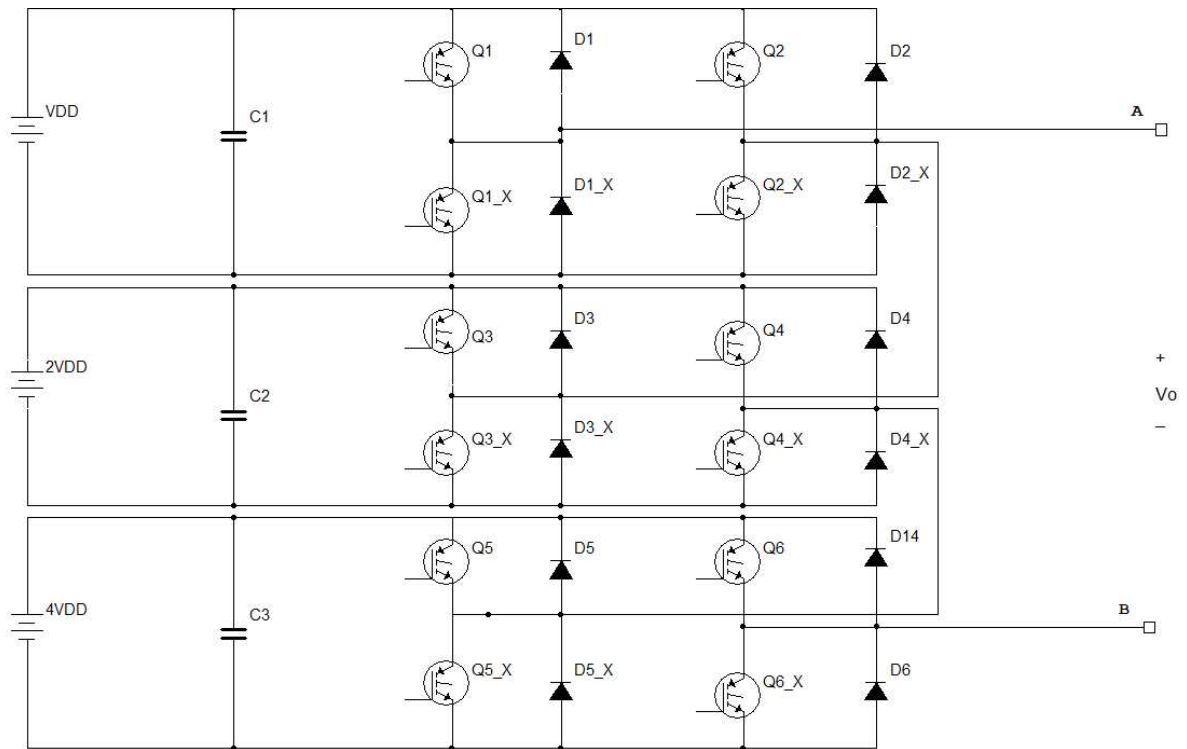 Q1
D1
Q2
D2
VDD
C1
A
Q1_X
D1_X
Q2_X
D2_X
Q3
D3
Q4
D4
2VDD
C2
+
Vo
–
Q3_X
D3_X
Q4_X
D4_X
Q5
D5
Q6
D14
4VDD
C3
B
Q5_X
D5_X
Q6_X
D6